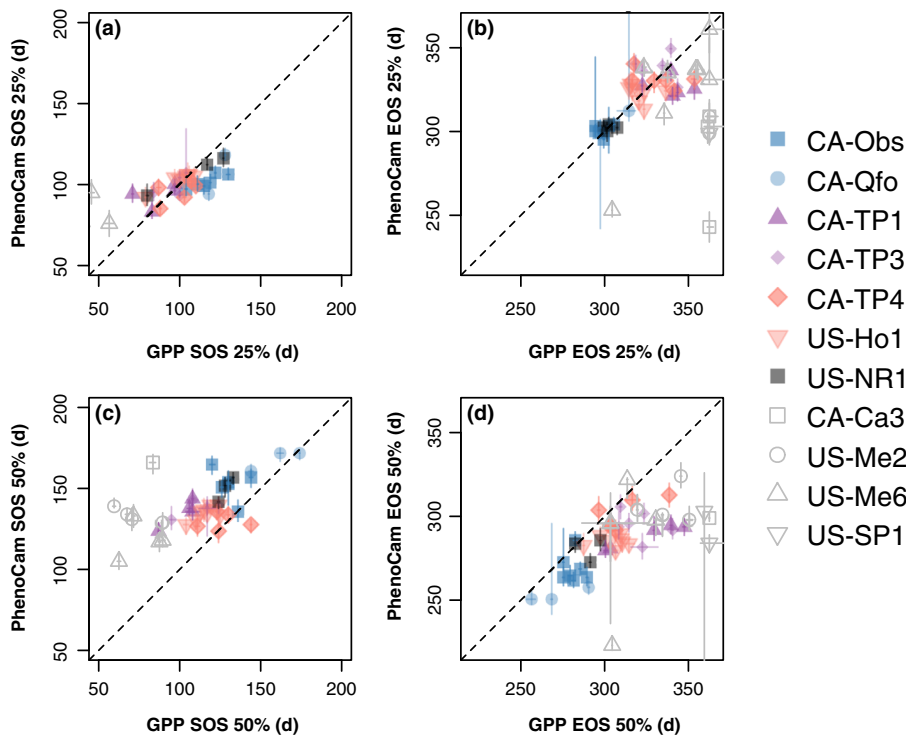 (a)
200
150
100
50
PhenoCam SOS 25% (d)
50 100 150 200
GPP SOS 25% (d)
(b)
350
300
250
PhenoCam EOS 25% (d)
250 300 350
GPP EOS 25% (d)
(c)
200
150
100
50
PhenoCam SOS 50% (d)
50 100 150 200
GPP SOS 50% (d)
(d)
350
300
250
PhenoCam EOS 50% (d)
250 300 350
GPP EOS 50% (d)
CA-Obs
CA-Qfo
CA-TP1
CA-TP3
CA-TP4
US-Ho1
US-NR1
CA-Ca3
US-Me2
US-Me6
US-SP1